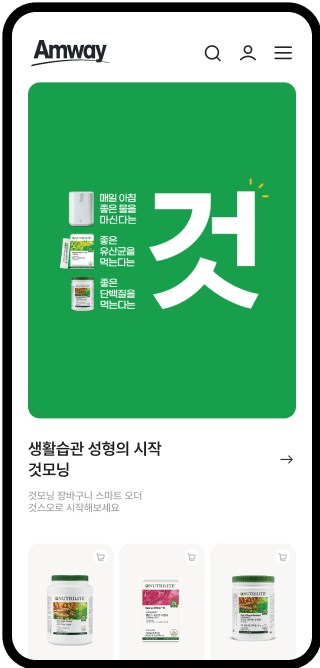 Amway
매일 아침
좋은 물을
마신다는
좋은
유산균을
먹는다는
좋은
단백질을
먹는다는
것
생활습관 성형의 시작
것모닝
것모닝 장바구니 스마트 오더
것스오로 시작해보세요
NUTRILITE
NUTRILITE
NUTRILITE